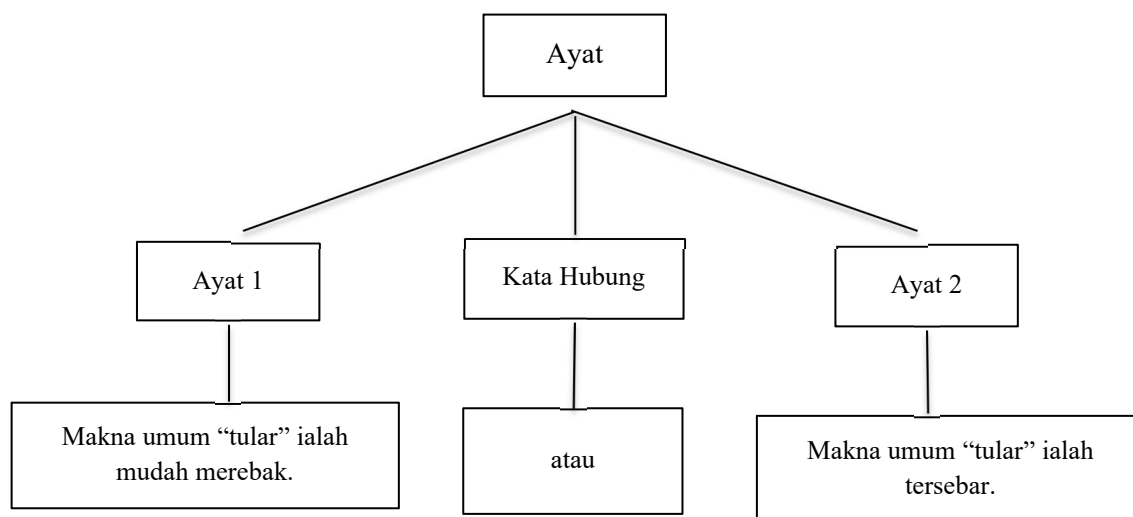 Ayat
Ayat 1
Kata Hubung
Ayat 2
Makna umum “tular” ialah
mudah merebak.
atau
Makna umum “tular” ialah
tersebar.